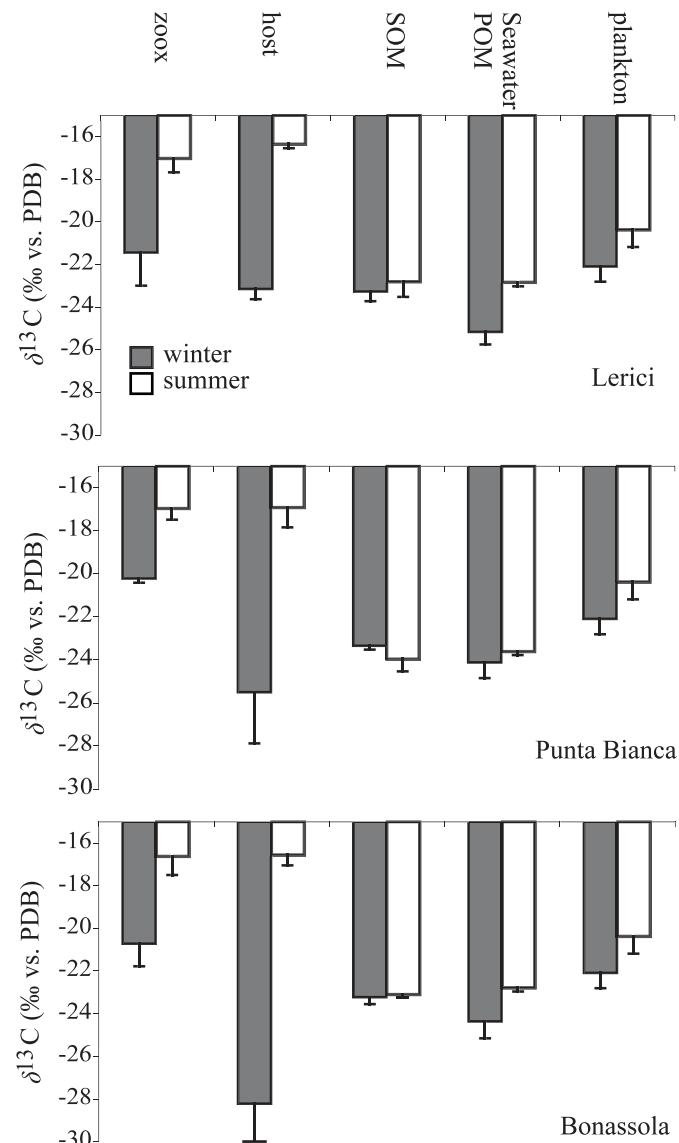 zoox
host
SOM
Seawater
POM
plankton
δ13C (‰ vs. PDB)
-16
-18
-20
-22
-24
-26
-28
-30
winter
summer
Lerici
δ13C (‰ vs. PDB)
-16
-18
-20
-22
-24
-26
-28
-30
Punta Bianca
δ13C (‰ vs. PDB)
-16
-18
-20
-22
-24
-26
-28
-30
Bonassola